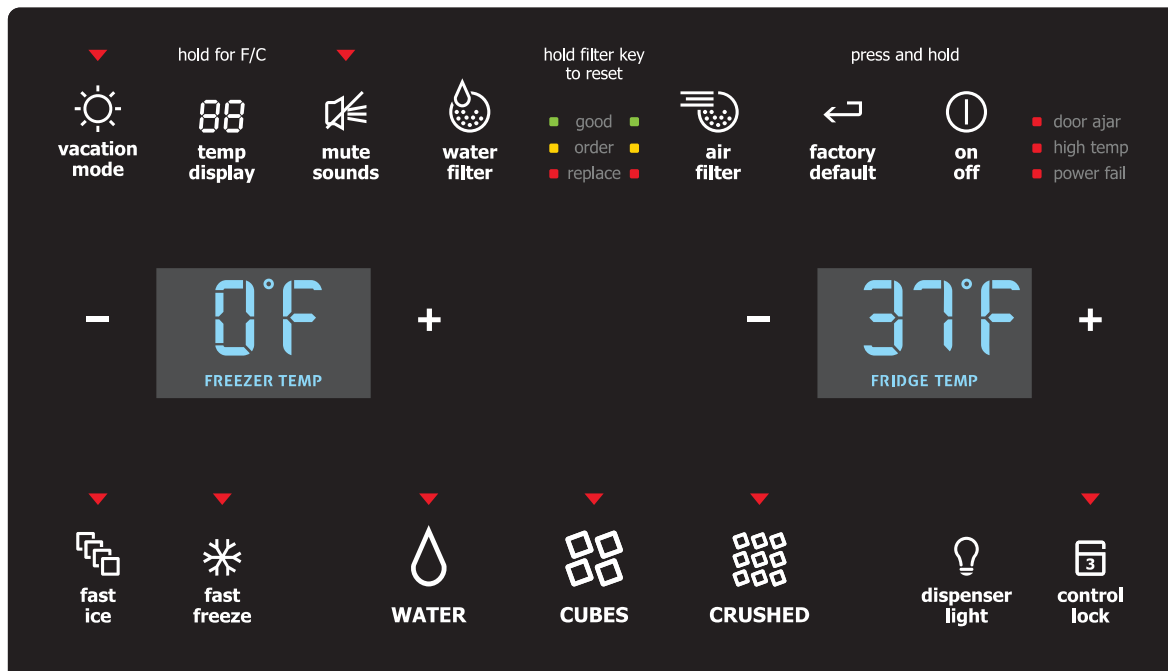 hold for F/C
hold filter key
to reset
press and hold
88
good
order
replace
door ajar
high temp
power fail
vacation
mode
temp
display
mute
sounds
water
filter
air
filter
factory
default
on
off
0°F
FREEZER TEMP
37°F
FRIDGE TEMP
− +
− +
3
fast
ice
fast
freeze
WATER
CUBES
CRUSHED
dispenser
light
control
lock